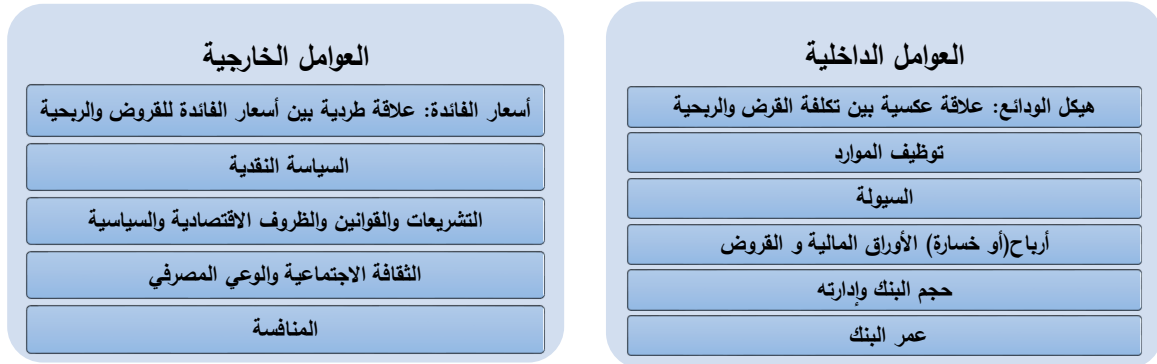 العوامل الداخلية
هيكل الودائع: علاقة عكسية بين تكلفة القرض والربحية
توظيف الموارد
السيولة
أرباح(أو خسارة) الأوراق المالية و القروض
حجم البنك وإدارته
عمر البنك
العوامل الخارجية
أسعار الفائدة: علاقة طردية بين أسعار الفائدة للقروض والربحية
السياسة النقدية
التشريعات والقوانين والظروف الاقتصادية والسياسية
الثقافة الاجتماعية والوعي المصرفي
المنافسة